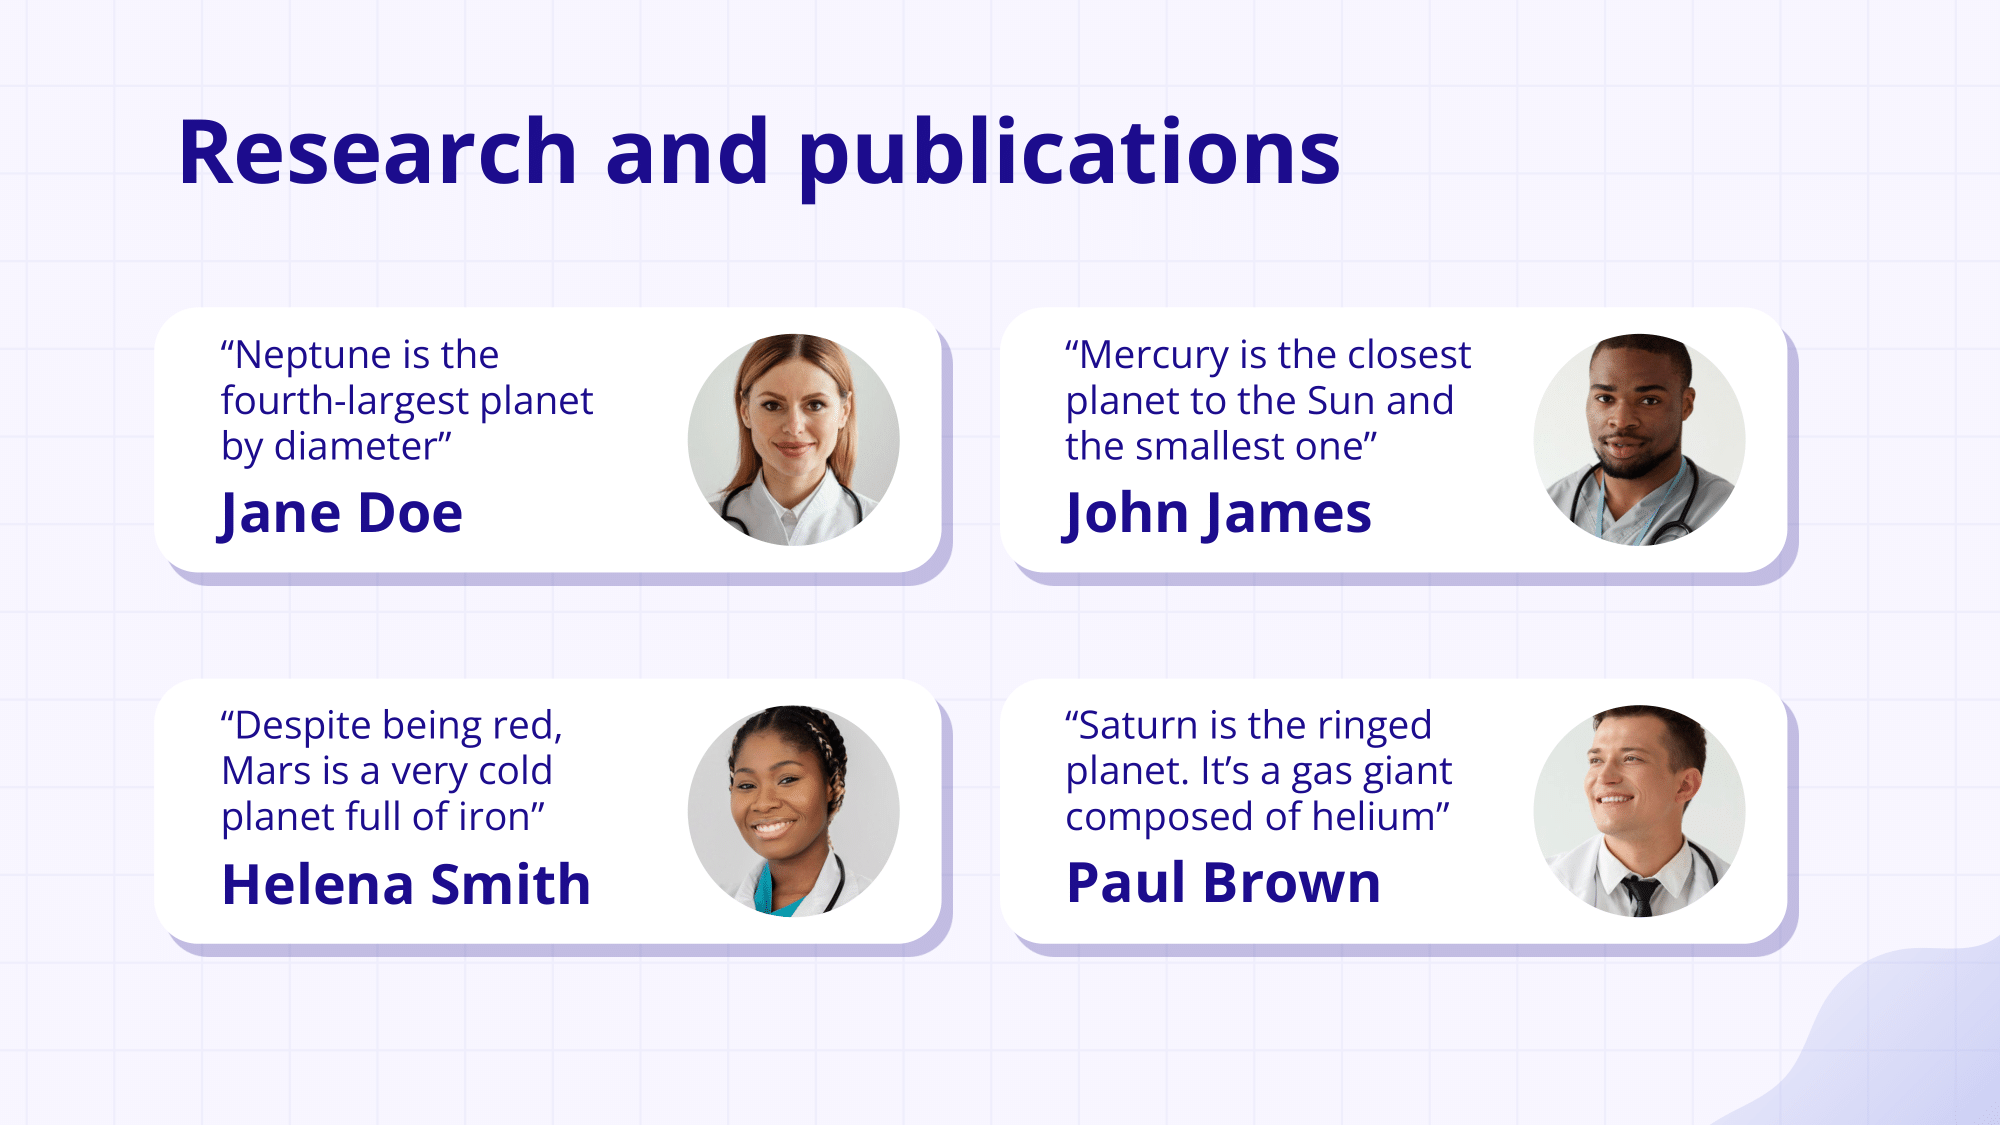 Research and publications
“Neptune is the
fourth-largest planet
by diameter”
Jane Doe
“Mercury is the closest
planet to the Sun and
the smallest one”
John James
“Despite being red,
Mars is a very cold
planet full of iron”
Helena Smith
“Saturn is the ringed
planet. It’s a gas giant
composed of helium”
Paul Brown